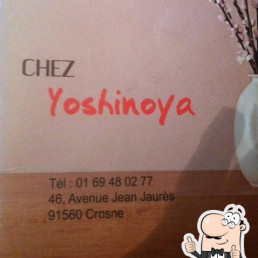 CHEZ
Yoshinoya
Tél : 01 69 48 02 77
46, Avenue Jean Jaurès
91560 Crosne